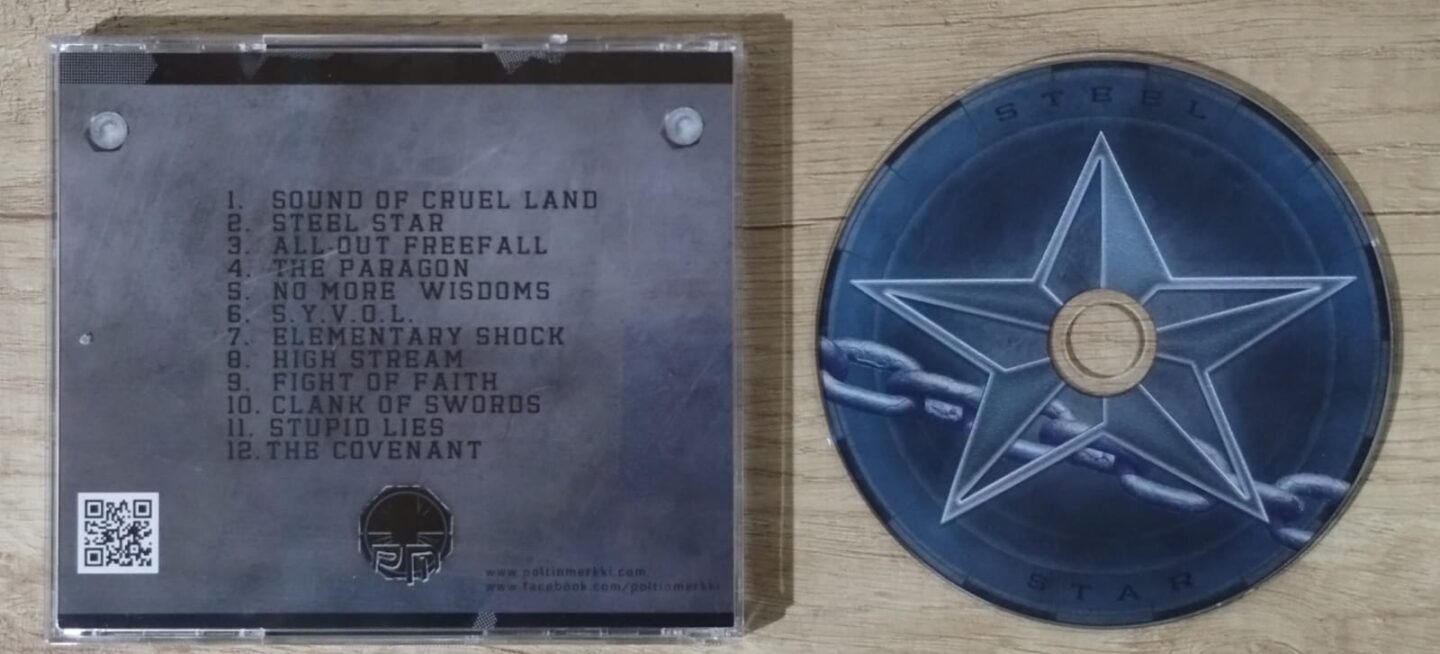 1. SOUND OF CRUEL LAND
2. STEEL STAR
3. ALL-OUT FREEFALL
4. THE PARAGON
5. NO MORE WISDOMS
6. S.Y.V.O.L.
7. ELEMENTARY SHOCK
8. HIGH STREAM
9. FIGHT OF FAITH
10. CLANK OF SWORDS
11. STUPID LIES
12. THE COVENANT
PM
www.poltinmerkki.com
www.facebook.com/poltinmerkki
STEEL
STAR